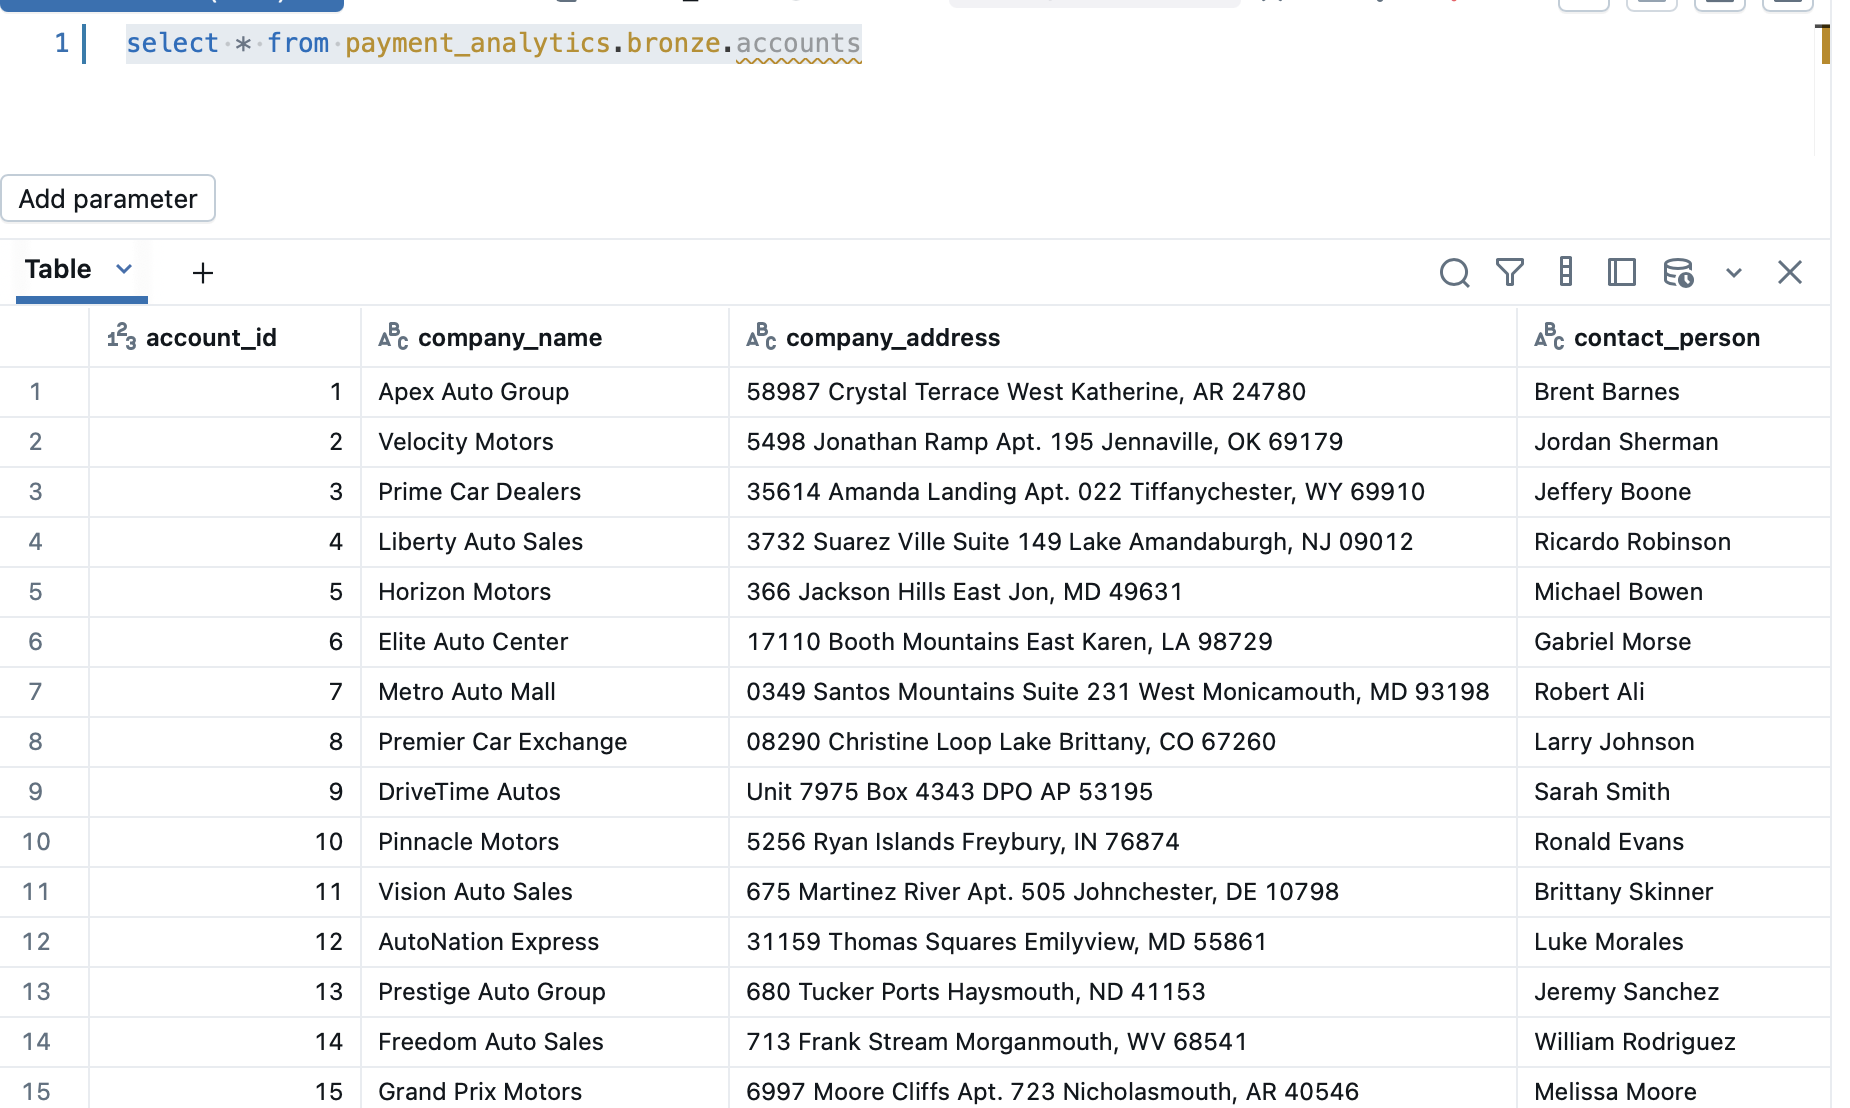 1 select * from payment_analytics.bronze.accounts
Add parameter
Table
account_id company_name company_address contact_person
1 1 Apex Auto Group 58987 Crystal Terrace West Katherine, AR 24780 Brent Barnes
2 2 Velocity Motors 5498 Jonathan Ramp Apt. 195 Jennaville, OK 69179 Jordan Sherman
3 3 Prime Car Dealers 35614 Amanda Landing Apt. 022 Tiffanychester, WY 69910 Jeffery Boone
4 4 Liberty Auto Sales 3732 Suarez Ville Suite 149 Lake Amandaburgh, NJ 09012 Ricardo Robinson
5 5 Horizon Motors 366 Jackson Hills East Jon, MD 49631 Michael Bowen
6 6 Elite Auto Center 17110 Booth Mountains East Karen, LA 98729 Gabriel Morse
7 7 Metro Auto Mall 0349 Santos Mountains Suite 231 West Monicamouth, MD 93198 Robert Ali
8 8 Premier Car Exchange 08290 Christine Loop Lake Brittany, CO 67260 Larry Johnson
9 9 DriveTime Autos Unit 7975 Box 4343 DPO AP 53195 Sarah Smith
10 10 Pinnacle Motors 5256 Ryan Islands Freybury, IN 76874 Ronald Evans
11 11 Vision Auto Sales 675 Martinez River Apt. 505 Johnchester, DE 10798 Brittany Skinner
12 12 AutoNation Express 31159 Thomas Squares Emilyview, MD 55861 Luke Morales
13 13 Prestige Auto Group 680 Tucker Ports Haysmouth, ND 41153 Jeremy Sanchez
14 14 Freedom Auto Sales 713 Frank Stream Morganmouth, WV 68541 William Rodriguez
15 15 Grand Prix Motors 6997 Moore Cliffs Apt. 723 Nicholasmouth, AR 40546 Melissa Moore